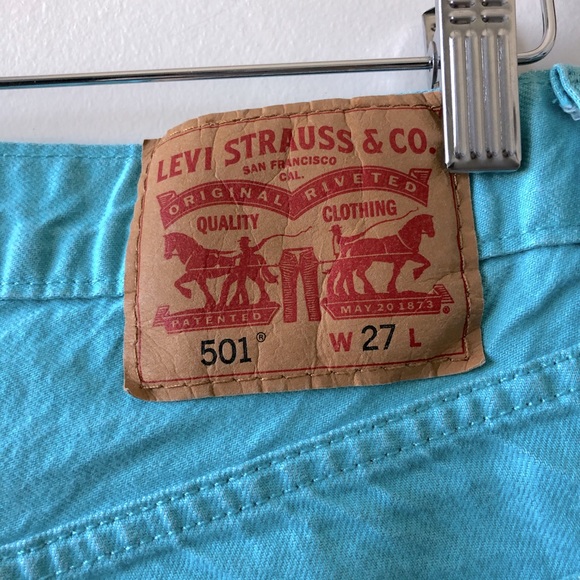 LEVI STRAUSS & CO.
SAN FRANCISCO
CAL.
ORIGINAL RIVETED
QUALITY CLOTHING
PATENTED MAY 20 1873 ®
501® W 27 L